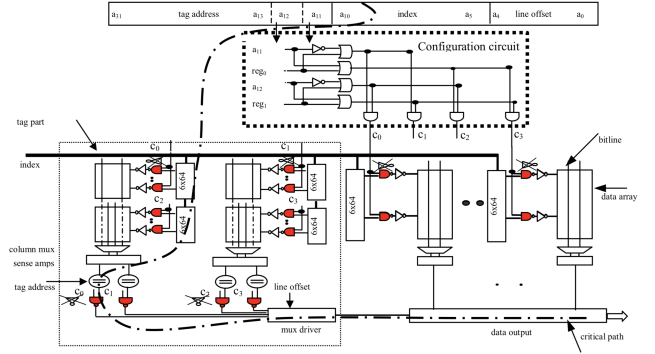 a31 tag address a13 a12 a11 a10 index a5 a4 line offset a0
Configuration circuit
a11
reg0
a12
reg1
tag part
c0 c1 c0 c1 c2 c3
bitline
index
6x64 6x64 6x64 6x64
data array
c2 c3
6x64 6x64
column mux
sense amps
tag address
line offset
c0 c1 c2 c3
mux driver
data output
critical path